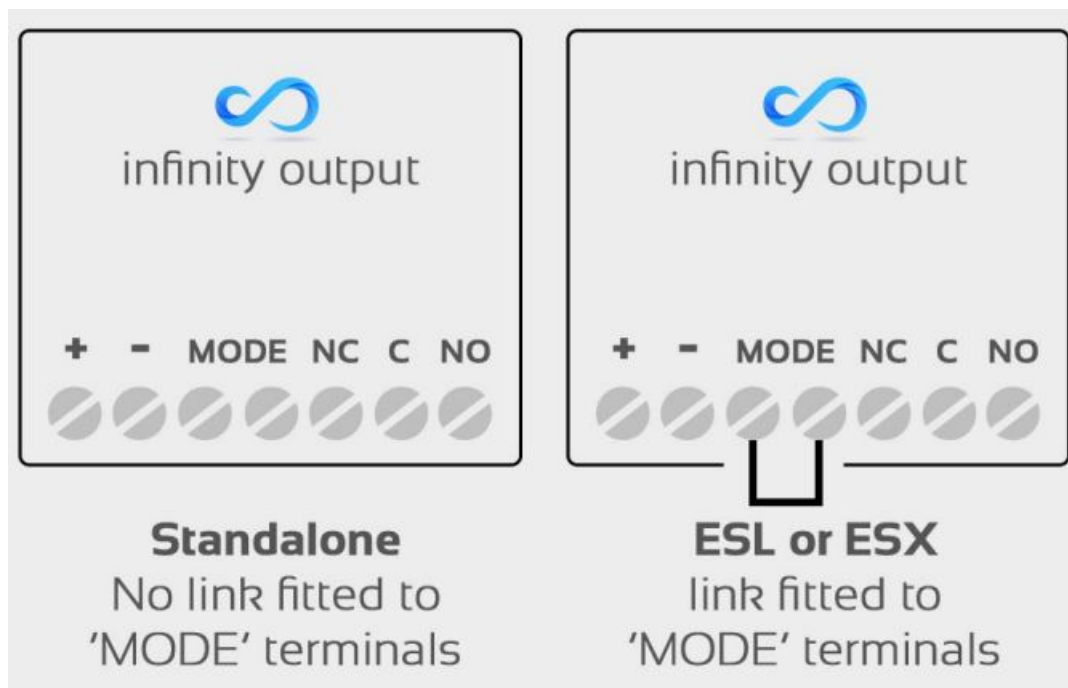 infinity output
+ - MODE NC C NO
Standalone
No link fitted to
'MODE' terminals
infinity output
+ - MODE NC C NO
ESL or ESX
link fitted to
'MODE' terminals